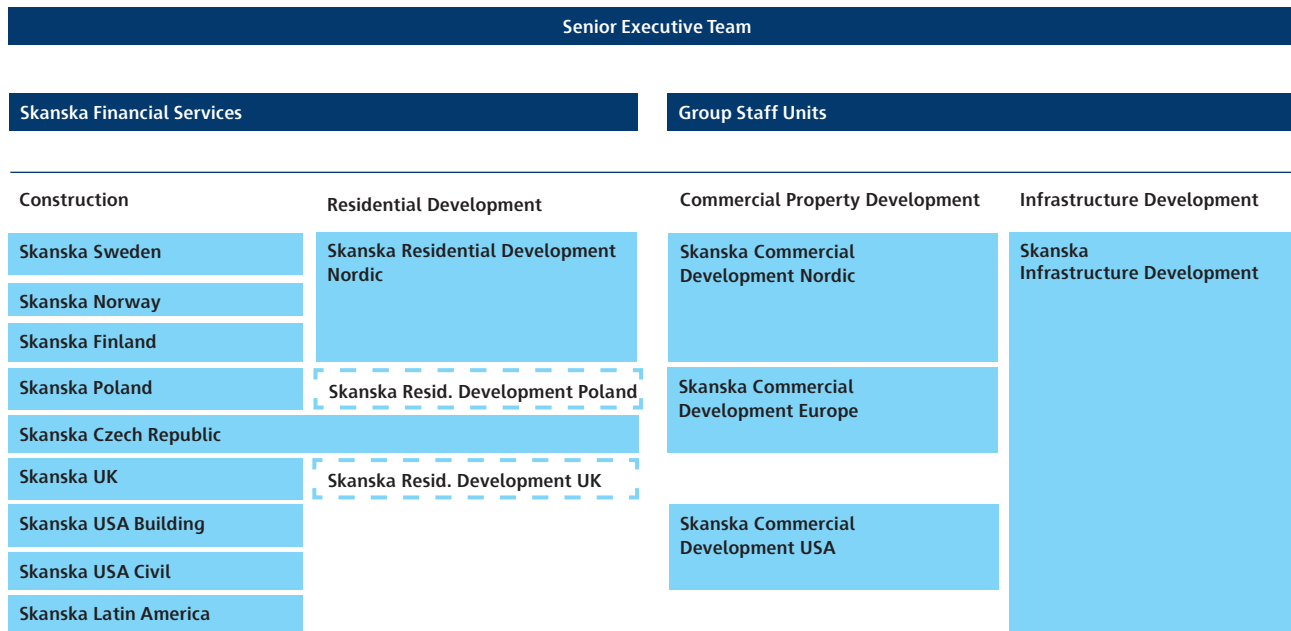 Senior Executive Team
Skanska Financial Services
Group Staff Units
Construction
Residential Development
Commercial Property Development
Infrastructure Development
Skanska Sweden
Skanska Norway
Skanska Finland
Skanska Poland
Skanska Czech Republic
Skanska UK
Skanska USA Building
Skanska USA Civil
Skanska Latin America
Skanska Residential Development
Nordic
Skanska Resid. Development Poland
Skanska Resid. Development UK
Skanska Commercial
Development Nordic
Skanska Commercial
Development Europe
Skanska Commercial
Development USA
Skanska
Infrastructure Development